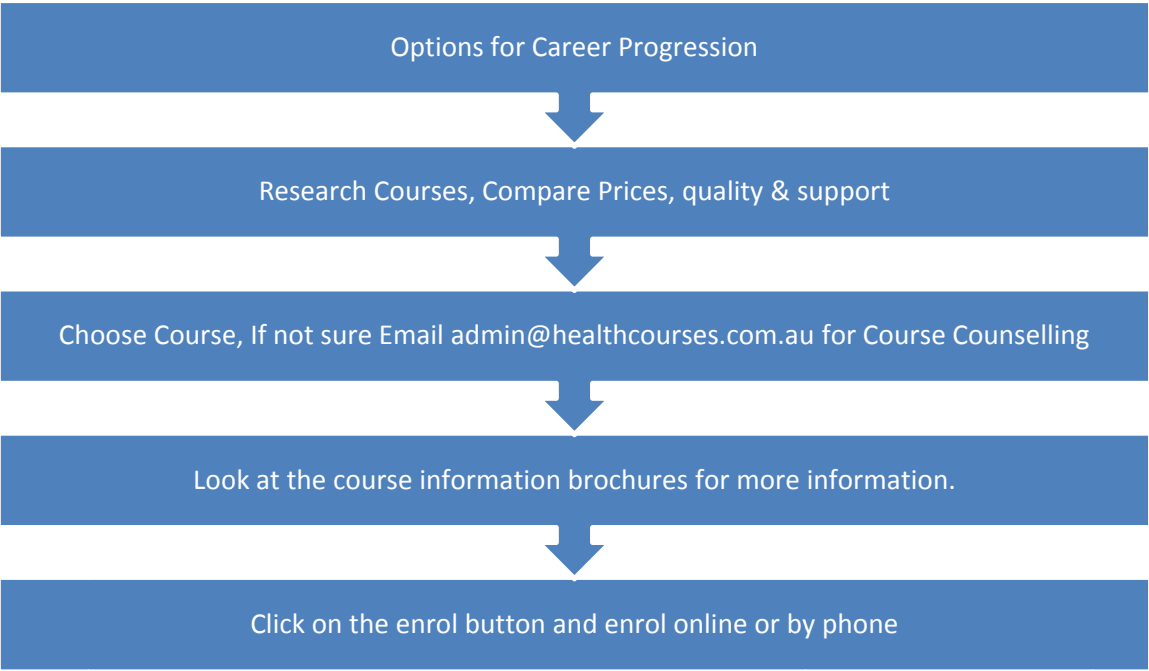 Options for Career Progression
Research Courses, Compare Prices, quality & support
Choose Course, If not sure Email admin@healthcourses.com.au for Course Counselling
Look at the course information brochures for more information.
Click on the enrol button and enrol online or by phone